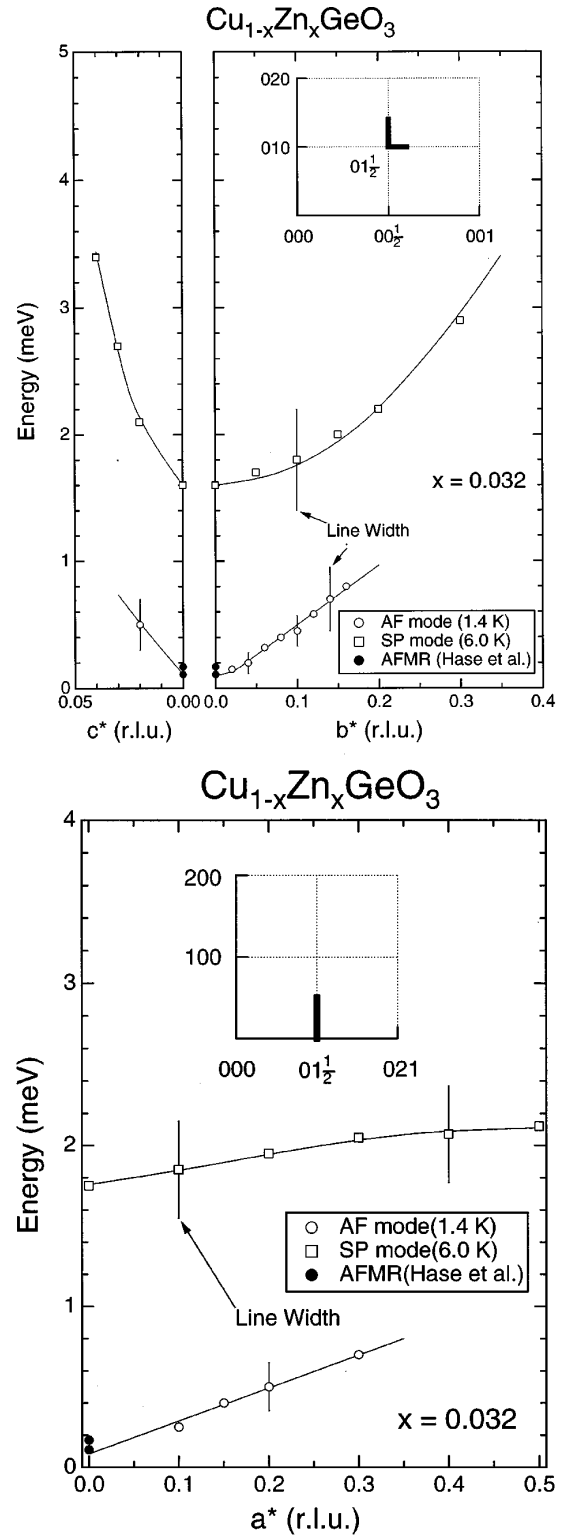 Cu1-xZnxGeO3
5
4
3
2
1
0
Energy (meV)
020
010
01½
000
00½
001
x = 0.032
Line Width
AF mode (1.4 K)
SP mode (6.0 K)
AFMR (Hase et al.)
0.05
0.00
0.0
0.1
0.2
0.3
0.4
c* (r.l.u.)
b* (r.l.u.)
Cu1-xZnxGeO3
4
3
2
1
0
Energy (meV)
200
100
000
01½
021
AF mode(1.4 K)
SP mode(6.0 K)
AFMR(Hase et al.)
Line Width
x = 0.032
0.0
0.1
0.2
0.3
0.4
0.5
a* (r.l.u.)